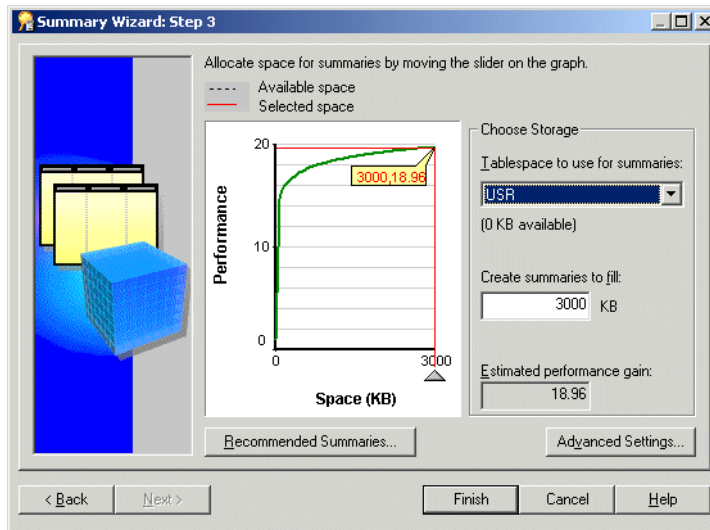 Summary Wizard: Step 3
Allocate space for summaries by moving the slider on the graph.
Available space
Selected space
20
10
0
Performance
3000,18.96
0
3000
Space (KB)
Choose Storage
Tablespace to use for summaries:
USR
(0 KB available)
Create summaries to fill:
3000 KB
Estimated performance gain:
18.96
Recommended Summaries...
Advanced Settings...
< Back
Next >
Finish
Cancel
Help